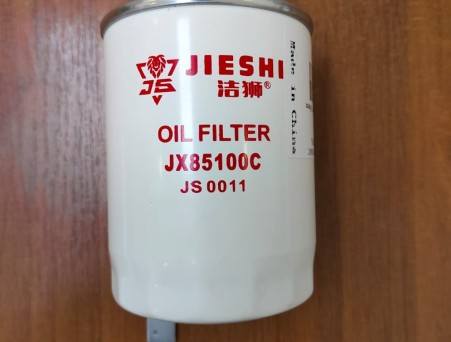 JS
JIESHI
洁狮®
OIL FILTER
JX85100C
JS 0011
Made in China